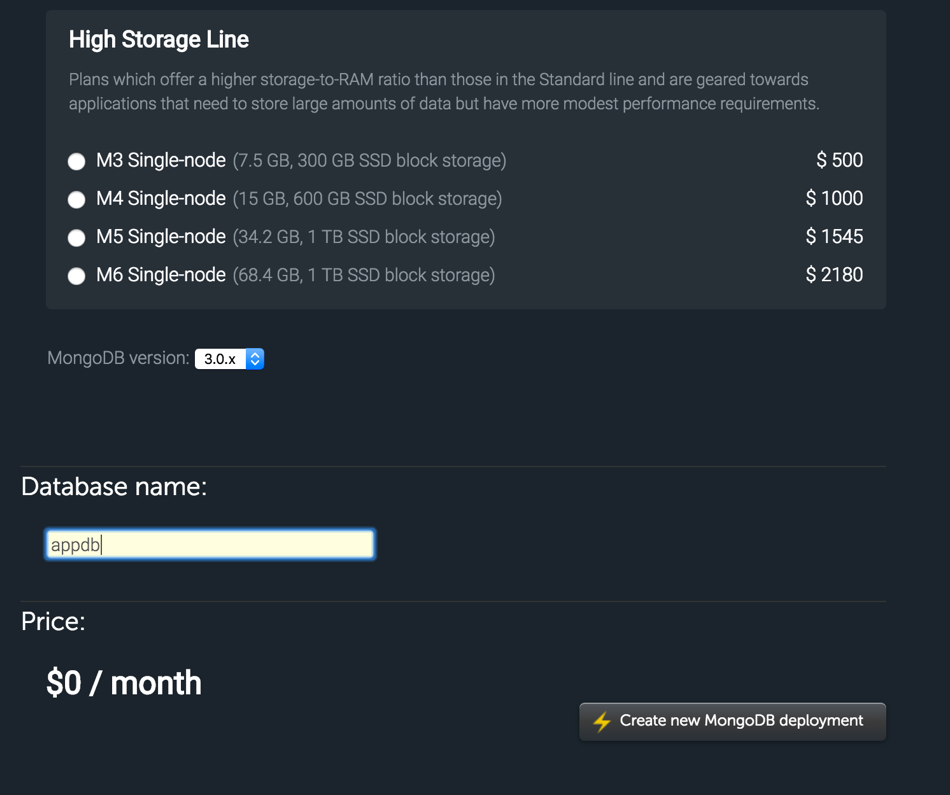 High Storage Line
Plans which offer a higher storage-to-RAM ratio than those in the Standard line and are geared towards
applications that need to store large amounts of data but have more modest performance requirements.
M3 Single-node (7.5 GB, 300 GB SSD block storage) $ 500
M4 Single-node (15 GB, 600 GB SSD block storage) $ 1000
M5 Single-node (34.2 GB, 1 TB SSD block storage) $ 1545
M6 Single-node (68.4 GB, 1 TB SSD block storage) $ 2180
MongoDB version: 3.0.x
Database name:
appdb
Price:
$0 / month
Create new MongoDB deployment